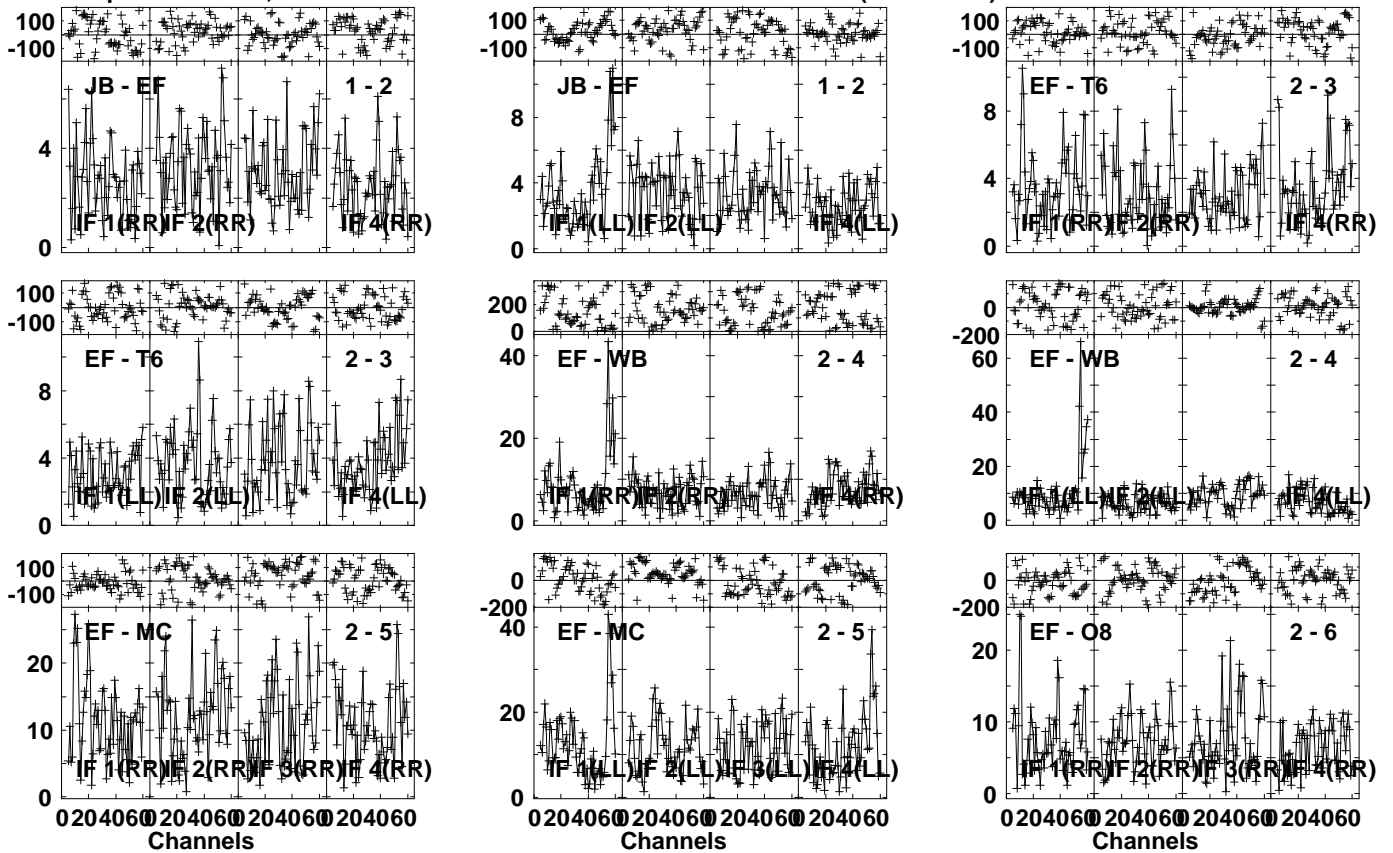 100 100 100
-100 -100 -100
JB - EF 1 - 2 JB - EF 1 - 2 EF - T6 2 - 3
8 8
4 4 4
IF 1(RR) IF 2(RR) IF 4(RR) IF 1(LL) IF 2(LL) IF 4(LL) IF 1(RR) IF 2(RR) IF 4(RR)
0 0 0
100 200 0
-100 0 -200
EF - T6 2 - 3 EF - WB 2 - 4 EF - WB 2 - 4
8 40 60
4 20 40
20
IF 1(LL) IF 2(LL) IF 4(LL) IF 1(RR) IF 2(RR) IF 4(RR) IF 1(LL) IF 2(LL) IF 4(LL)
0 0 0
100 0 0
-100 -200 -200
EF - MC 2 - 5 EF - MC 2 - 5 EF - O8 2 - 6
20 40 20
10 20 10
IF 1(RR) IF 2(RR) IF 3(RR) IF 4(RR) IF 1(LL) IF 2(LL) IF 3(LL) IF 4(LL) IF 1(RR) IF 2(RR) IF 3(RR) IF 4(RR)
0 0 0
0 20 40 60 0 20 40 60 0 20 40 60 0 20 40 60 0 20 40 60 0 20 40 60 0 20 40 60 0 20 40 60 0 20 40 60 0 20 40 60 0 20 40 60 0 20 40 60
Channels Channels Channels